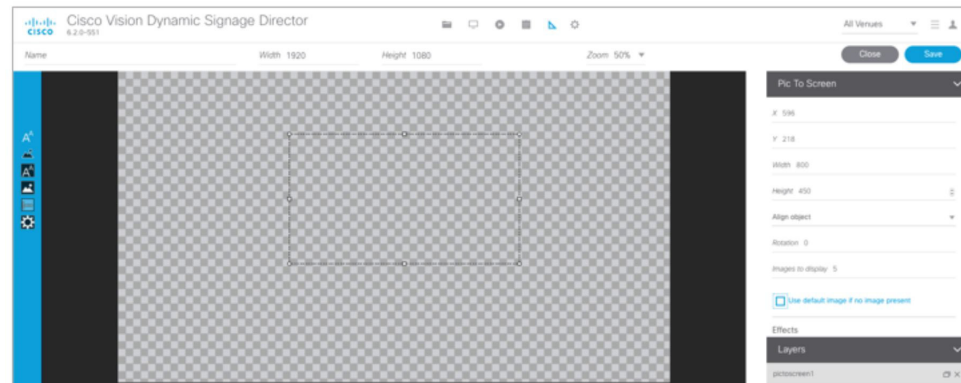 CISCO
Cisco Vision Dynamic Signage Director
6.2.0-551
All Venues
Name
Width 1920
Height 1080
Zoom 50%
Close
Save
A^A
A^A
Pic To Screen
X 596
Y 218
Width 800
Height 450
Align object
Rotation 0
Images to display 5
Use default image if no image present
Effects
Layers
pictoscreen1